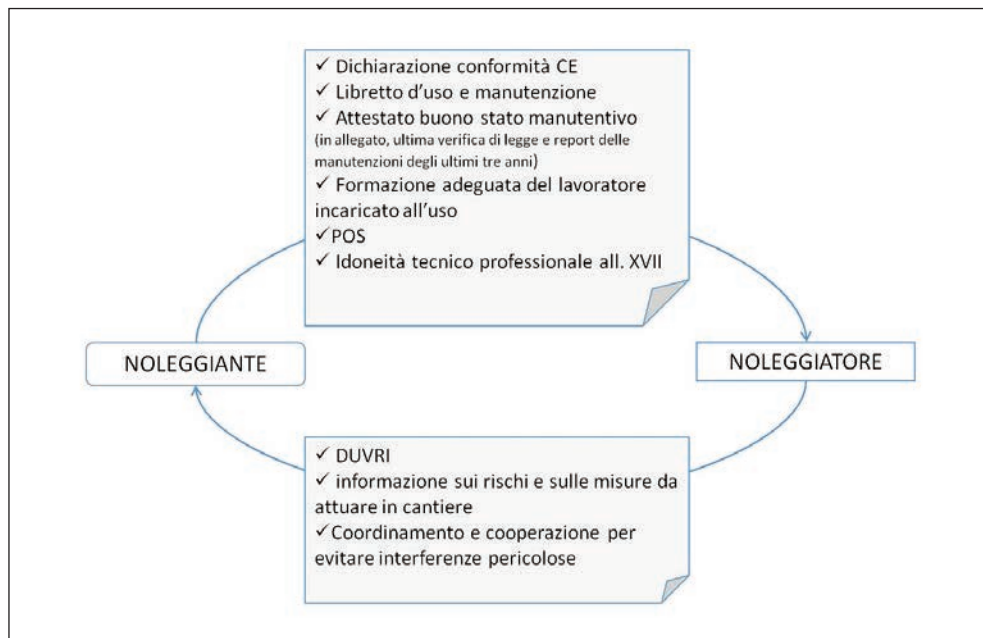 ✓ Dichiarazione conformità CE
✓ Libretto d'uso e manutenzione
✓ Attestato buono stato manutentivo
(in allegato, ultima verifica di legge e report delle
manutenzioni degli ultimi tre anni)
✓ Formazione adeguata del lavoratore
incaricato all'uso
✓POS
✓ Idoneità tecnico professionale all. XVII
NOLEGGIANTE
NOLEGGIATORE
✓ DUVRI
✓ informazione sui rischi e sulle misure da
attuare in cantiere
✓Coordinamento e cooperazione per
evitare interferenze pericolose